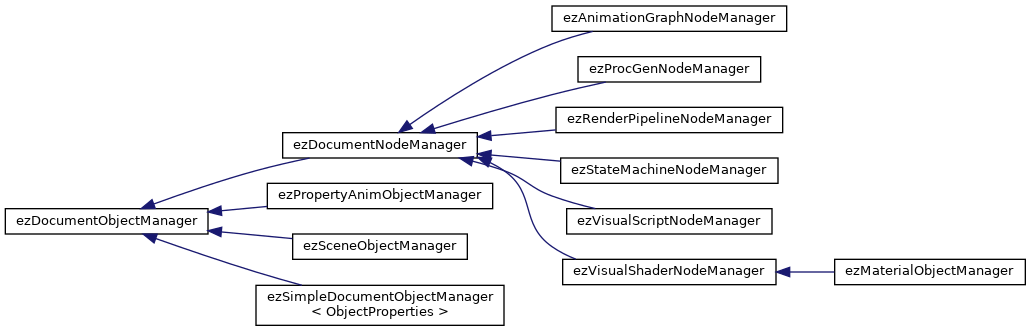 ezAnimationGraphNodeManager
ezProcGenNodeManager
ezRenderPipelineNodeManager
ezDocumentNodeManager
ezStateMachineNodeManager
ezPropertyAnimObjectManager
ezDocumentObjectManager
ezVisualScriptNodeManager
ezSceneObjectManager
ezVisualShaderNodeManager
ezMaterialObjectManager
ezSimpleDocumentObjectManager
< ObjectProperties >